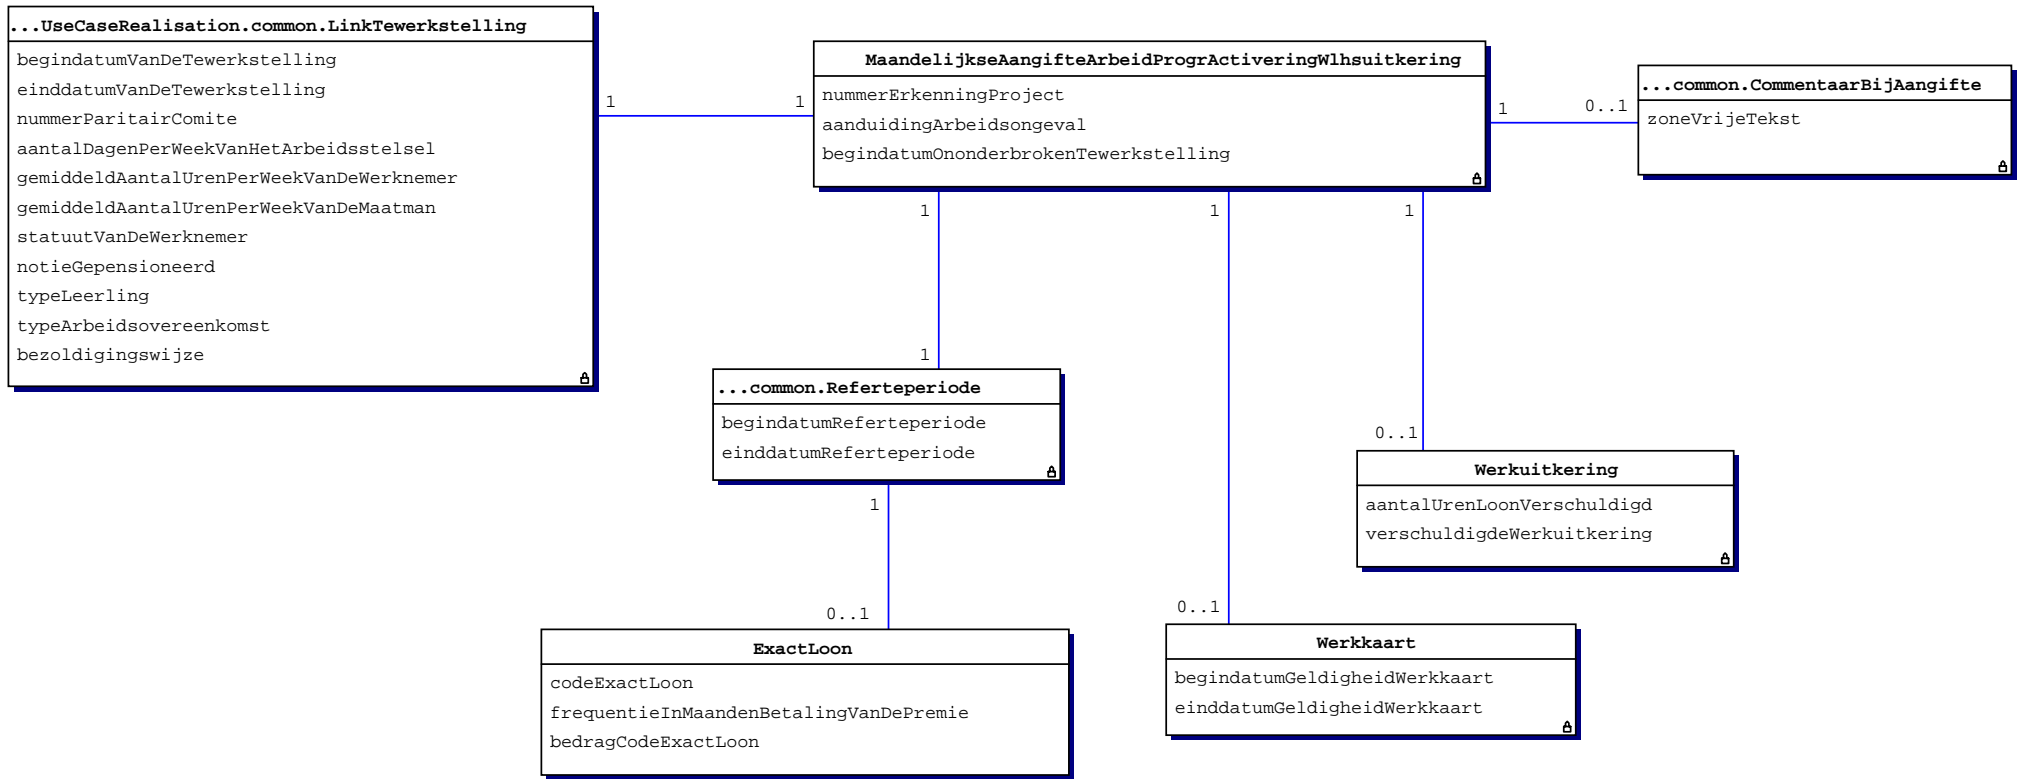 ...UseCaseRealisation.common.LinkTewerkstelling
begindatumVanDeTewerkstelling
einddatumVanDeTewerkstelling
nummerParitairComite
aantalDagenPerWeekVanHetArbeidsstelsel
gemiddeldAantalUrenPerWeekVanDeWerknemer
gemiddeldAantalUrenPerWeekVanDeMaatman
statuutVanDeWerknemer
notieGepensioneerd
typeLeerling
typeArbeidsovereenkomst
bezoldigingswijze
1
1
MaandelijkseAangifteArbeidProgrActiveringWlhsuitkering
nummerErkenningProject
aanduidingArbeidsongeval
begindatumOnonderbrokenTewerkstelling
1
0..1
...common.CommentaarBijAangifte
zoneVrijeTekst
1
1
1
1
...common.Referteperiode
begindatumReferteperiode
einddatumReferteperiode
0..1
Werkuitkering
aantalUrenLoonVerschuldigd
verschuldigdeWerkuitkering
1
0..1
ExactLoon
codeExactLoon
frequentieInMaandenBetalingVanDePremie
bedragCodeExactLoon
0..1
Werkkaart
begindatumGeldigheidWerkkaart
einddatumGeldigheidWerkkaart